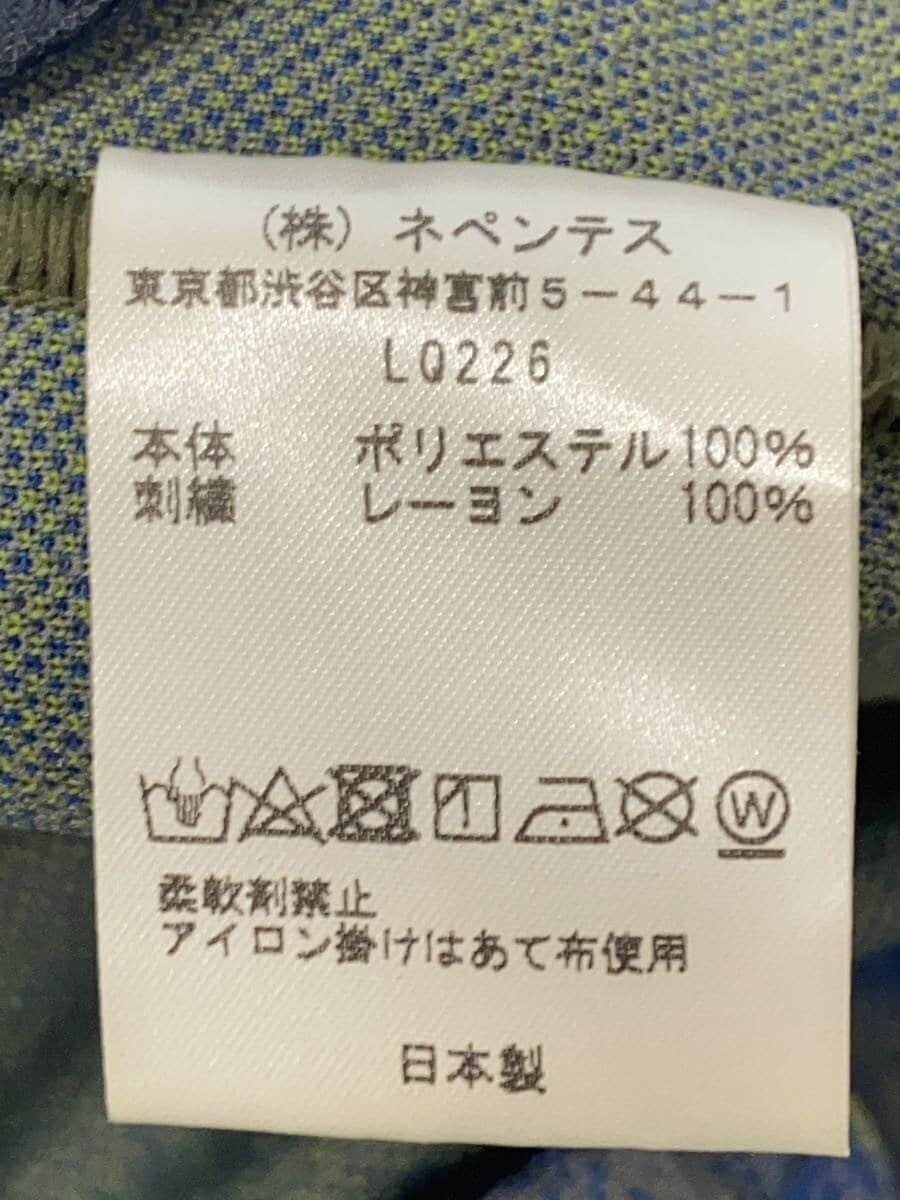 （株）ネペンテス
東京都渋谷区神宮前５－４４－１
LQ226
本体 ポリエステル100%
刺繍 レーヨン 100%
W
柔軟剤禁止
アイロン掛けはあて布使用
日本製